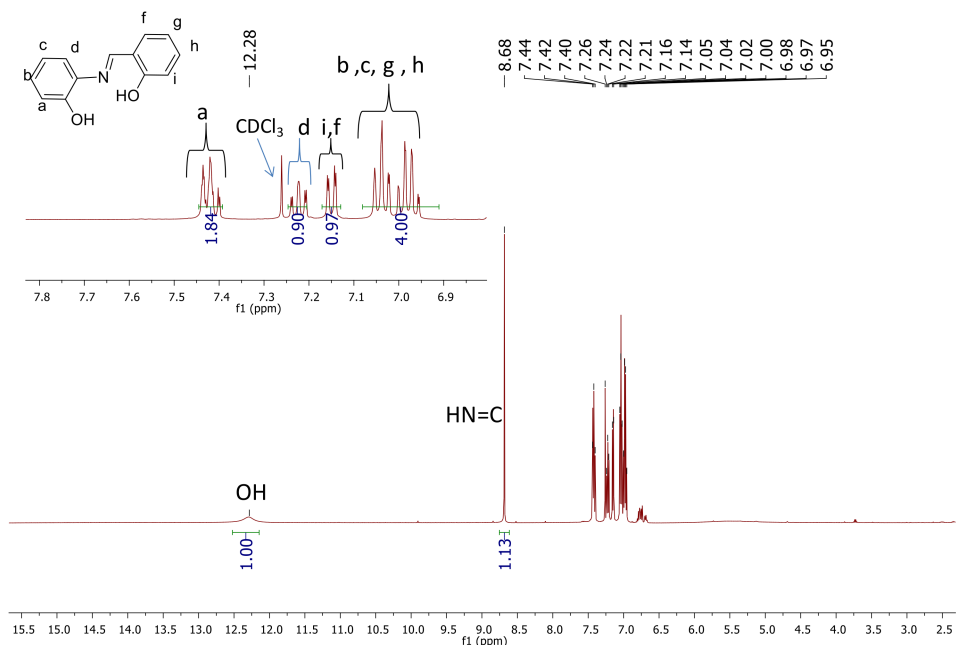 f
g
h
i
c
d
b
a
N
HO
OH
12.28
8.68
7.44
7.42
7.40
7.26
7.24
7.22
7.21
7.16
7.14
7.05
7.04
7.02
7.00
6.98
6.97
6.95
a
CDCl3
d
i,f
b ,c, g , h
1.84
0.90
0.97
4.00
7.8 7.7 7.6 7.5 7.4 7.3 7.2 7.1 7.0 6.9
f1 (ppm)
HN=C
OH
1.00
1.13
15.5 15.0 14.5 14.0 13.5 13.0 12.5 12.0 11.5 11.0 10.5 10.0 9.5 9.0 8.5 8.0 7.5 7.0 6.5 6.0 5.5 5.0 4.5 4.0 3.5 3.0 2.5
f1 (ppm)